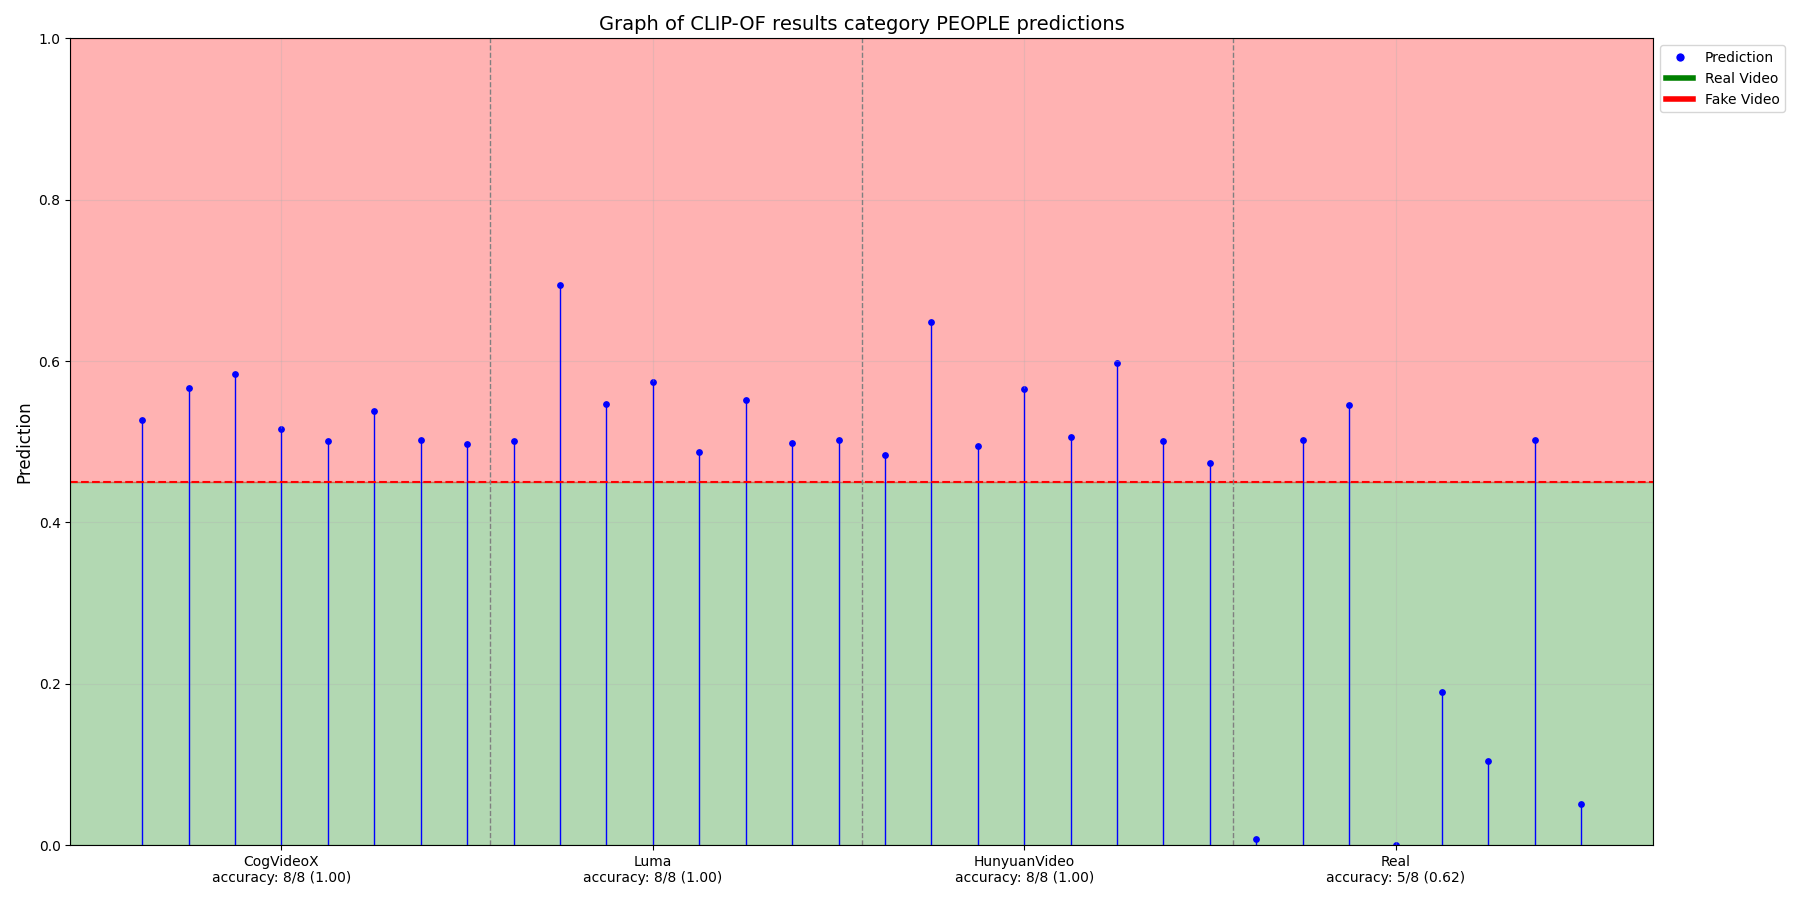 Graph of CLIP-OF results category PEOPLE predictions
Prediction
Real Video
Fake Video
Prediction
1.0
0.8
0.6
0.4
0.2
0.0
CogVideoX
accuracy: 8/8 (1.00)
Luma
accuracy: 8/8 (1.00)
HunyuanVideo
accuracy: 8/8 (1.00)
Real
accuracy: 5/8 (0.62)